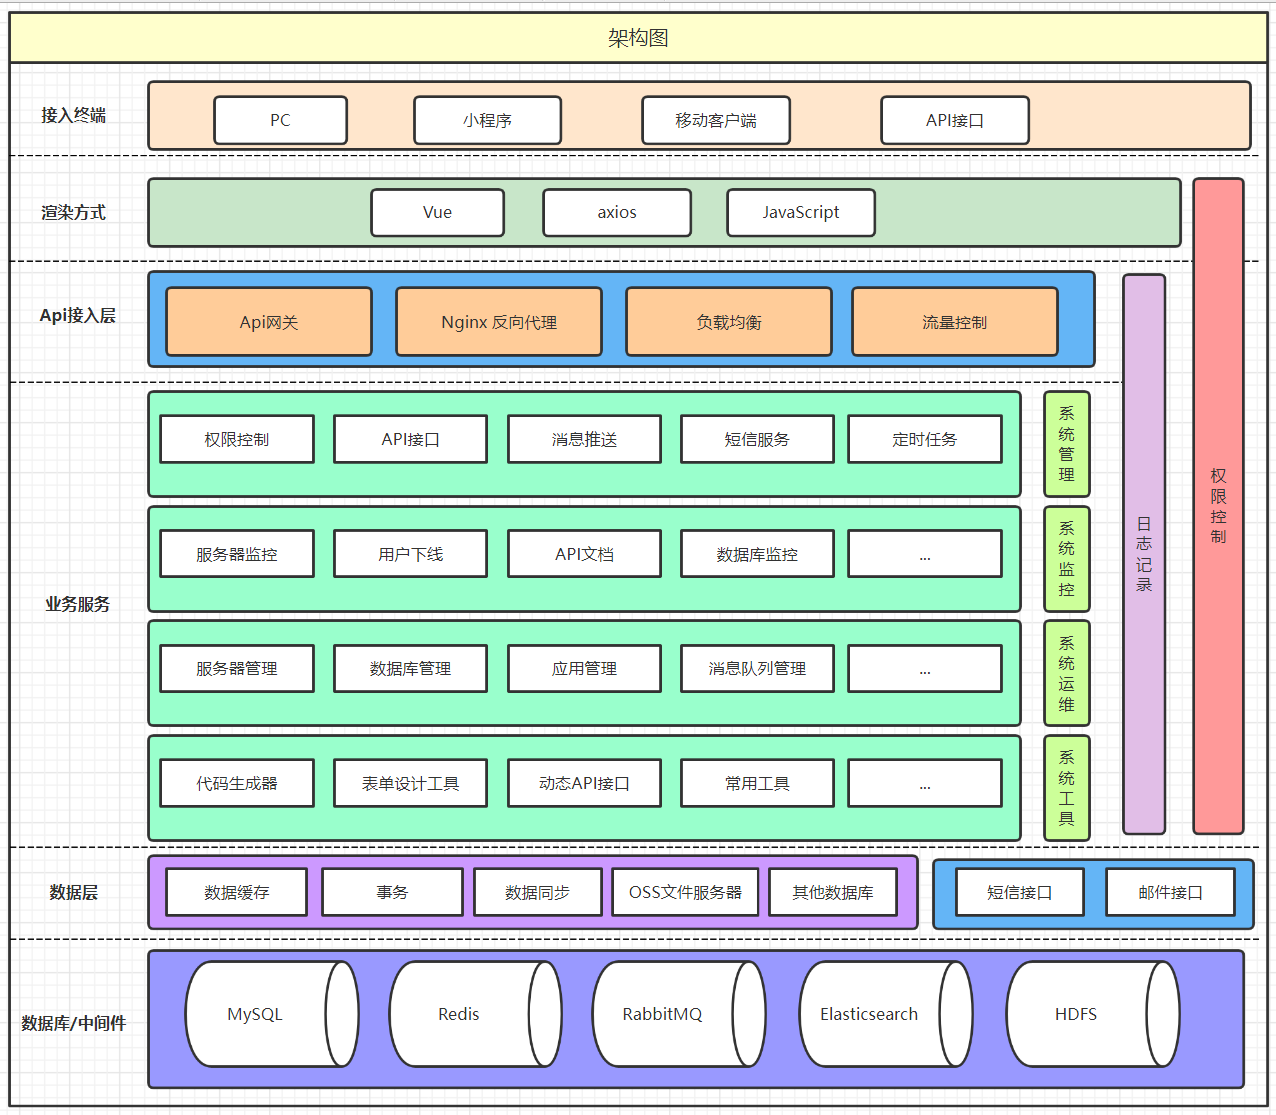 架构图
接入终端
PC
小程序
移动客户端
API接口
渲染方式
Vue
axios
JavaScript
Api接入层
Api网关
Nginx 反向代理
负载均衡
流量控制
业务服务
权限控制
API接口
消息推送
短信服务
定时任务
系统管理
服务器监控
用户下线
API文档
数据库监控
...
系统监控
服务器管理
数据库管理
应用管理
消息队列管理
...
系统运维
代码生成器
表单设计工具
动态API接口
常用工具
...
系统工具
日志记录
权限控制
数据层
数据缓存
事务
数据同步
OSS文件服务器
其他数据库
短信接口
邮件接口
数据库/中间件
MySQL
Redis
RabbitMQ
Elasticsearch
HDFS